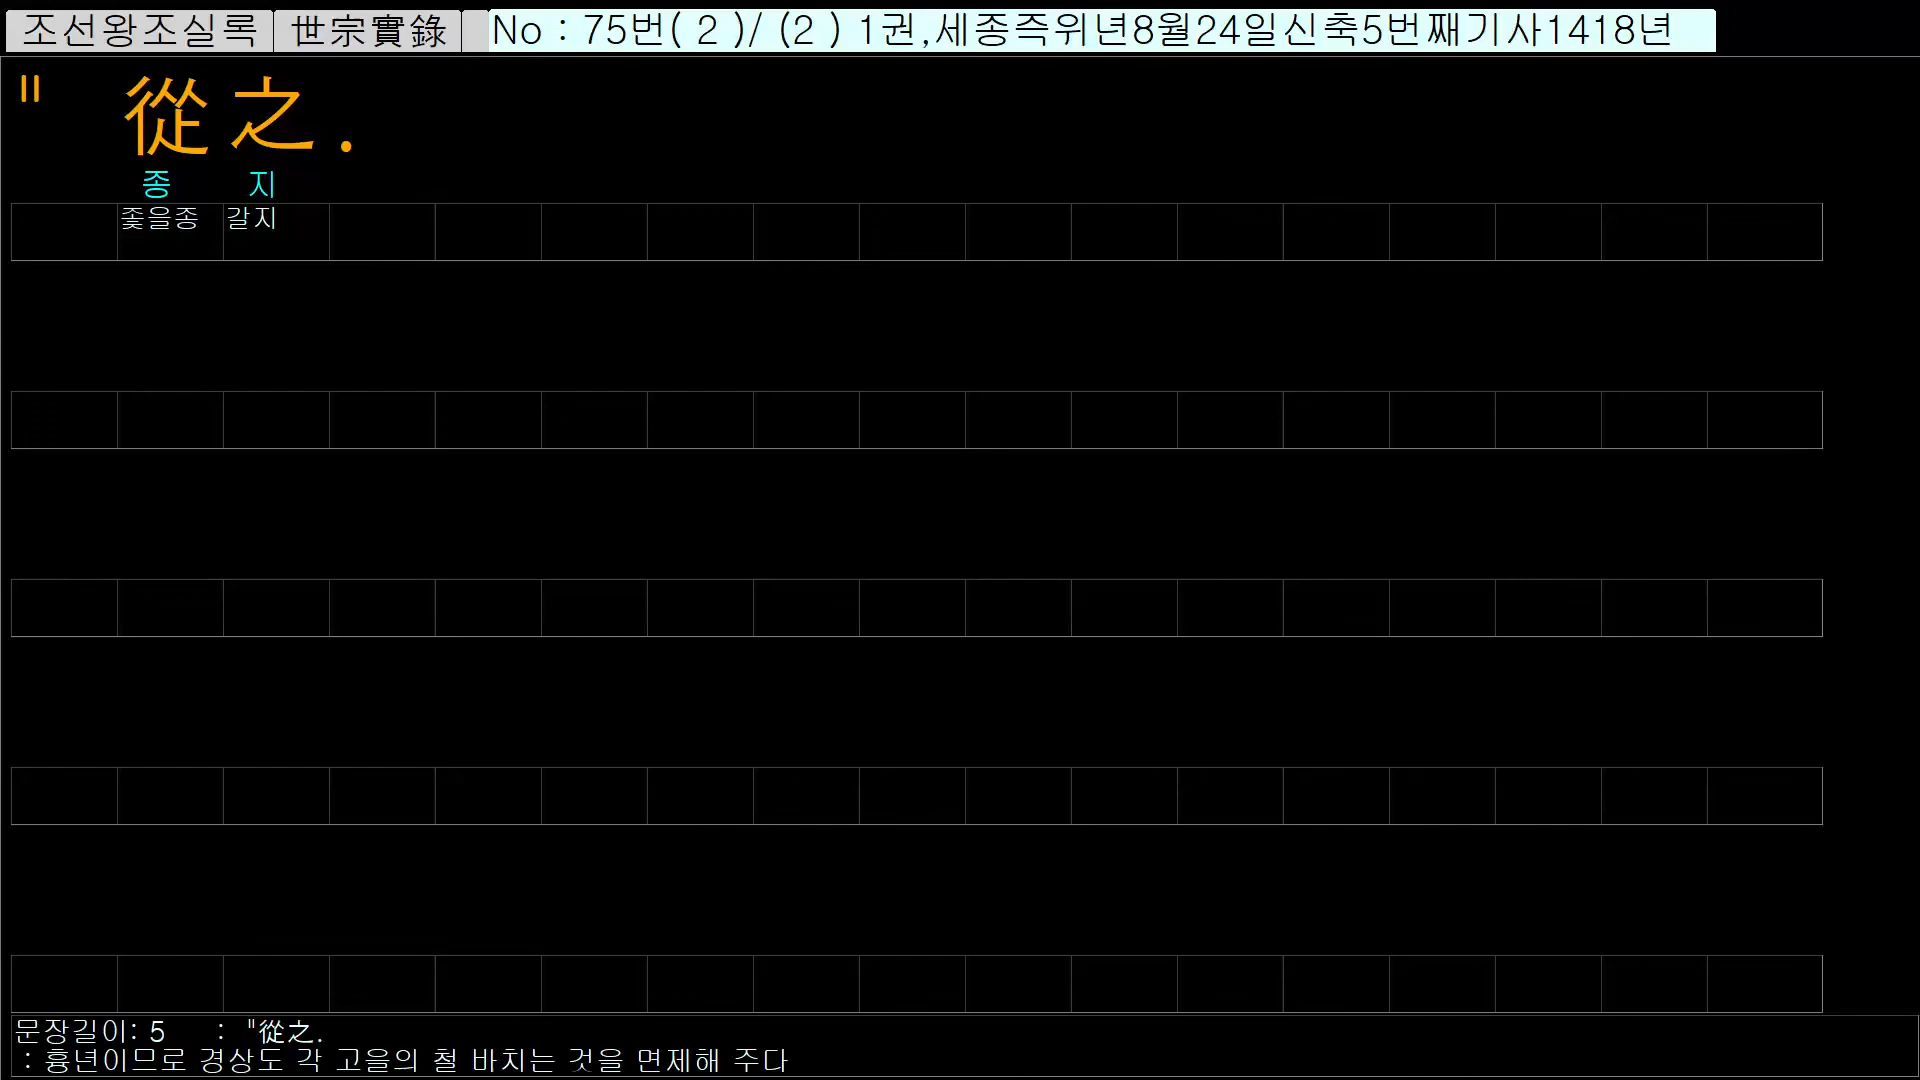 조선왕조실록 世宗實錄 No : 75번( 2 )/ (2 ) 1권,세종즉위년8월24일신축5번째기사1418년
" 從之.
종 지
좇을종 갈지
문장길이: 5 : "從之.
: 흉년이므로 경상도 각 고을의 철 바치는 것을 면제해 주다